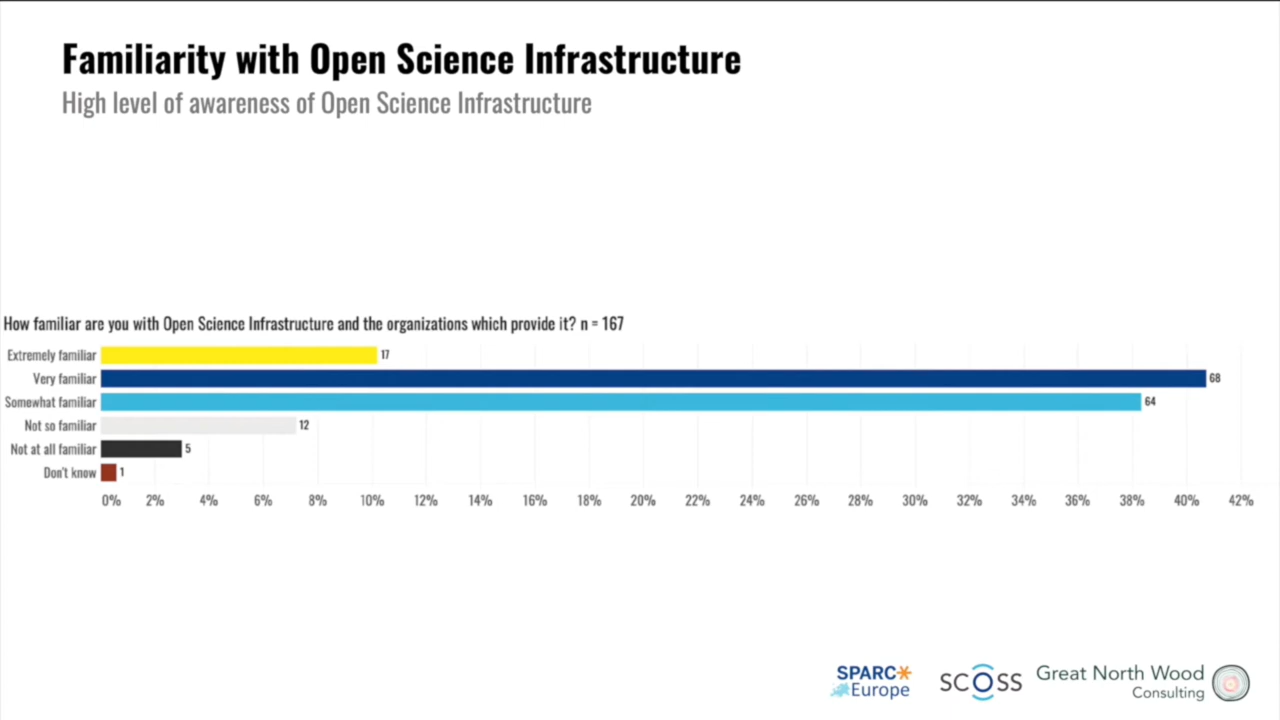 Familiarity with Open Science Infrastructure
High level of awareness of Open Science Infrastructure
How familiar are you with Open Science Infrastructure and the organizations which provide it? n = 167
Extremely familiar 17
Very familiar 68
Somewhat familiar 64
Not so familiar 12
Not at all familiar 5
Don't know 1
0% 2% 4% 6% 8% 10% 12% 14% 16% 18% 20% 22% 24% 26% 28% 30% 32% 34% 36% 38% 40% 42%
SPARC
Europe
SCOSS
Great North Wood
Consulting